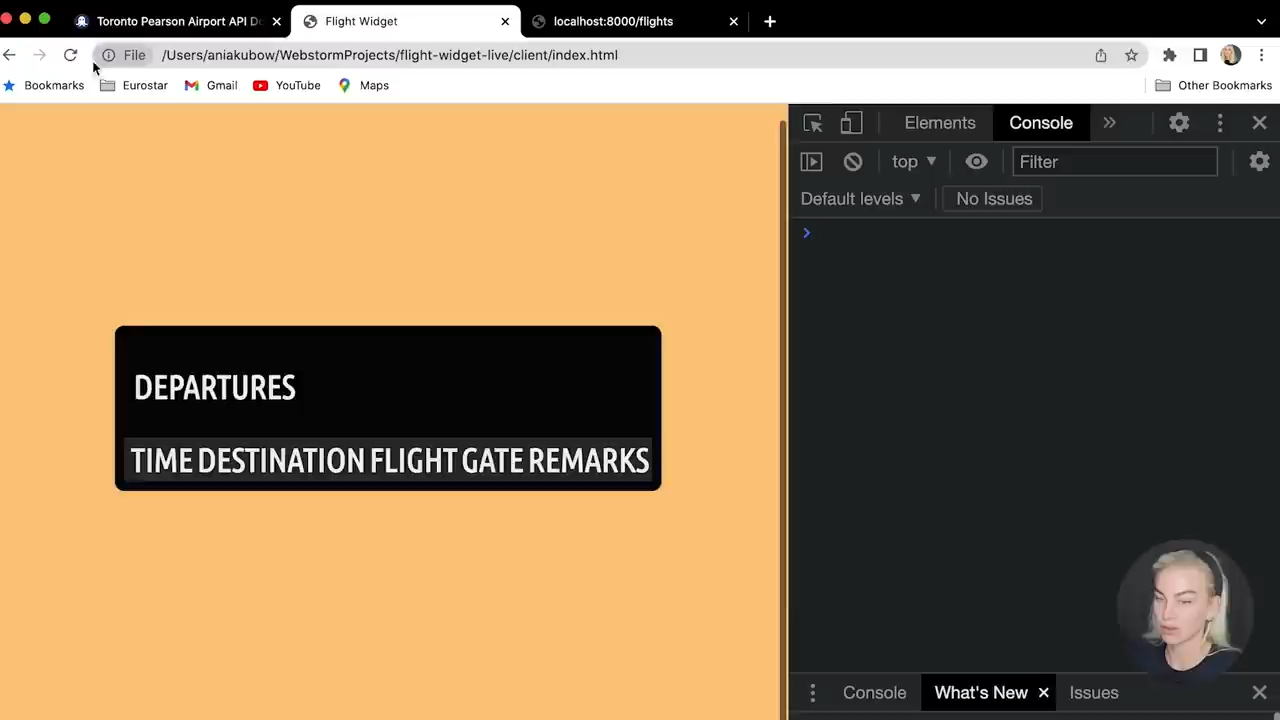 Toronto Pearson Airport API Do
Flight Widget
localhost:8000/flights
File
/Users/aniakubow/WebstormProjects/flight-widget-live/client/index.html
Bookmarks
Eurostar
Gmail
YouTube
Maps
Other Bookmarks
Elements
Console
top
Filter
Default levels
No Issues
DEPARTURES
TIME DESTINATION FLIGHT GATE REMARKS
Console
What's New
Issues